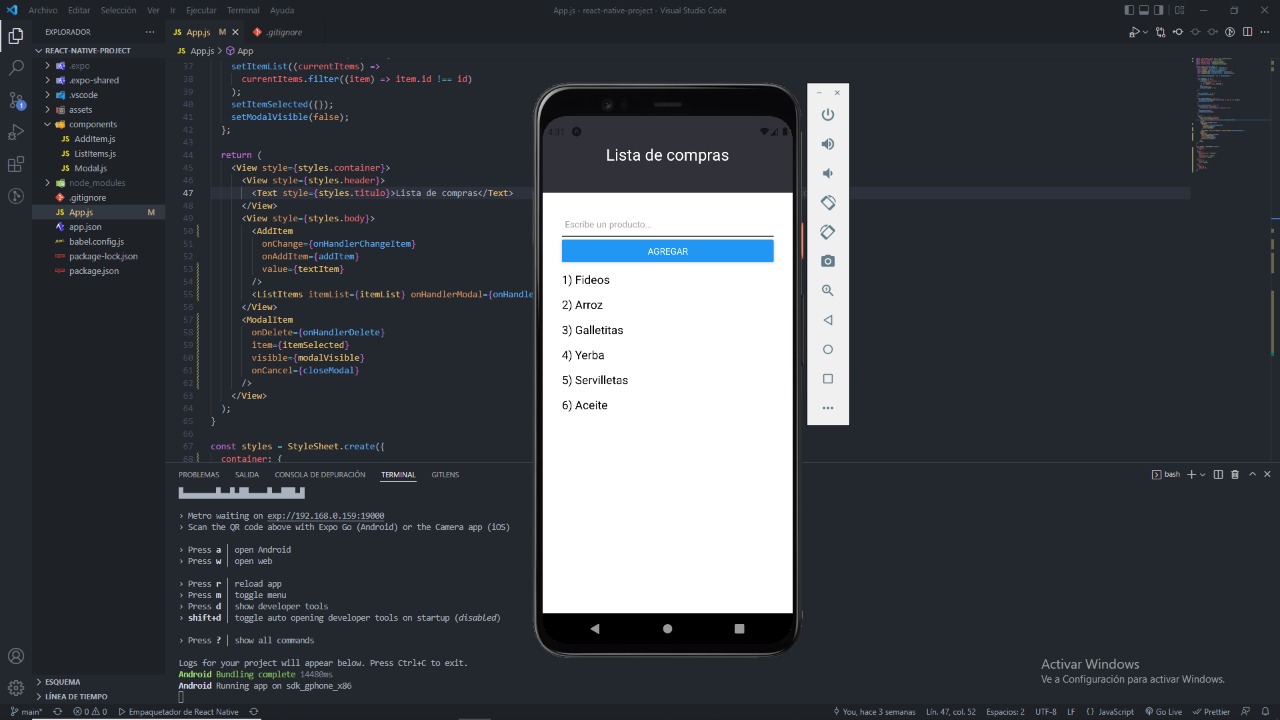 Archivo Editar Selección Ver Ir Ejecutar Terminal Ayuda
App.js - react-native-project - Visual Studio Code
EXPLORADOR
REACT-NATIVE-PROJECT
.expo
.expo-shared
.vscode
assets
components
JS AddItem.js
JS ListItems.js
JS Modal.js
node_modules
.gitignore
JS App.js M
app.json
babel.config.js
package-lock.json
package.json
ESQUEMA
LÍNEA DE TIEMPO
JS App.js M
.gitignore
JS App.js > App
37 setItemList((currentItems) =>
38 currentItems.filter((item) => item.id !== id)
39 );
40 setItemSelected({});
41 setModalVisible(false);
42 };
43
44 return (
45 <View style={styles.container}>
46 <View style={styles.header}>
47 <Text style={styles.titulo}>Lista de compras</Text>
48 </View>
49 <View style={styles.body}>
50 <AddItem
51 onChange={onHandlerChangeItem}
52 onAddItem={addItem}
53 value={textItem}
54 />
55 <ListItems itemList={itemList} onHandlerModal={onHandle
56 </View>
57 <ModalItem
58 onDelete={onHandlerDelete}
59 item={itemSelected}
60 visible={modalVisible}
61 onCancel={closeModal}
62 />
63 </View>
64 );
65 }
66
67 const styles = StyleSheet.create({
68 container: {
4:31
Lista de compras
Escribe un producto...
AGREGAR
1) Fideos
2) Arroz
3) Galletitas
4) Yerba
5) Servilletas
6) Aceite
PROBLEMAS SALIDA CONSOLA DE DEPURACIÓN TERMINAL GITLENS
bash
› Metro waiting on exp://192.168.0.159:19000
› Scan the QR code above with Expo Go (Android) or the Camera app (iOS)
› Press a │ open Android
› Press w │ open web
› Press r │ reload app
› Press m │ toggle menu
› Press d │ show developer tools
› shift+d │ toggle auto opening developer tools on startup (disabled)
› Press ? │ show all commands
Logs for your project will appear below. Press Ctrl+C to exit.
Android Bundling complete 14480ms
Android Running app on sdk_gphone_x86
Activar Windows
Ve a Configuración para activar Windows.
main* 0 0 Empaquetador de React Native
You, hace 3 semanas Lín. 47, col. 52 Espacios: 2 UTF-8 LF {} JavaScript Go Live Prettier